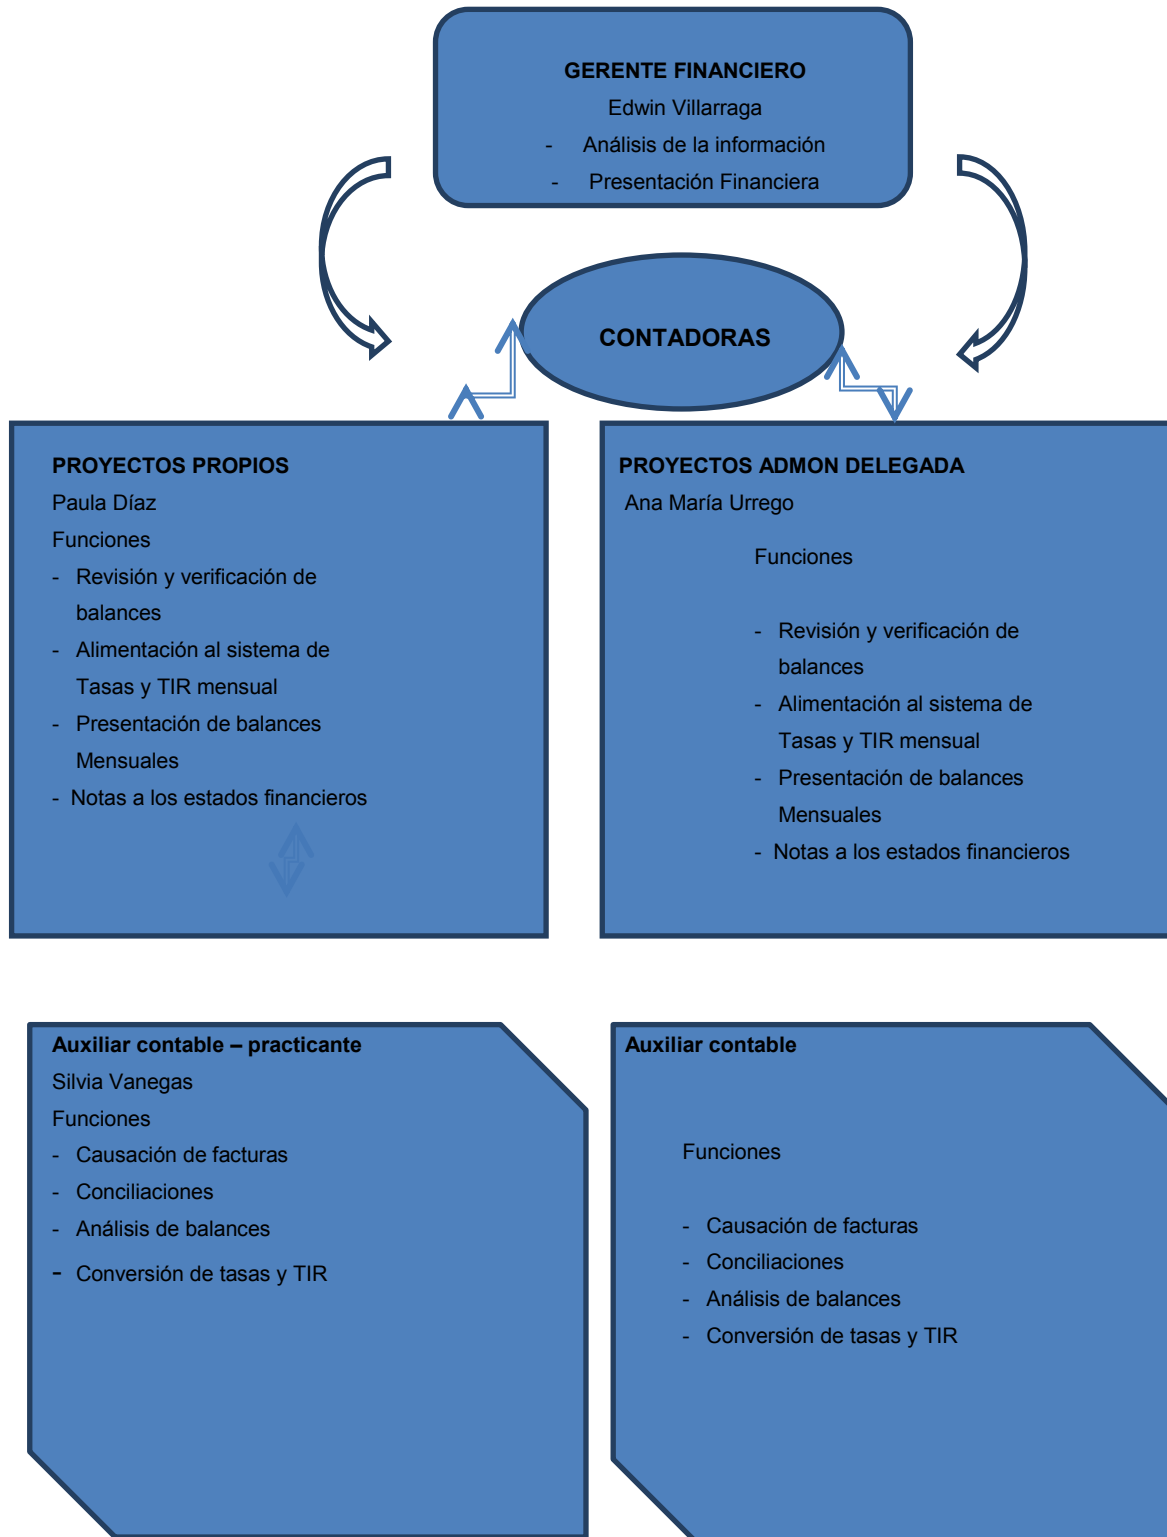 GERENTE FINANCIERO
Edwin Villarraga
- Análisis de la información
- Presentación Financiera
CONTADORAS
PROYECTOS PROPIOS
Paula Díaz
Funciones
- Revisión y verificación de
balances
- Alimentación al sistema de
Tasas y TIR mensual
- Presentación de balances
Mensuales
- Notas a los estados financieros
PROYECTOS ADMON DELEGADA
Ana María Urrego
Funciones
- Revisión y verificación de
balances
- Alimentación al sistema de
Tasas y TIR mensual
- Presentación de balances
Mensuales
- Notas a los estados financieros
Auxiliar contable – practicante
Silvia Vanegas
Funciones
- Causación de facturas
- Conciliaciones
- Análisis de balances
- Conversión de tasas y TIR
Auxiliar contable
Funciones
- Causación de facturas
- Conciliaciones
- Análisis de balances
- Conversión de tasas y TIR